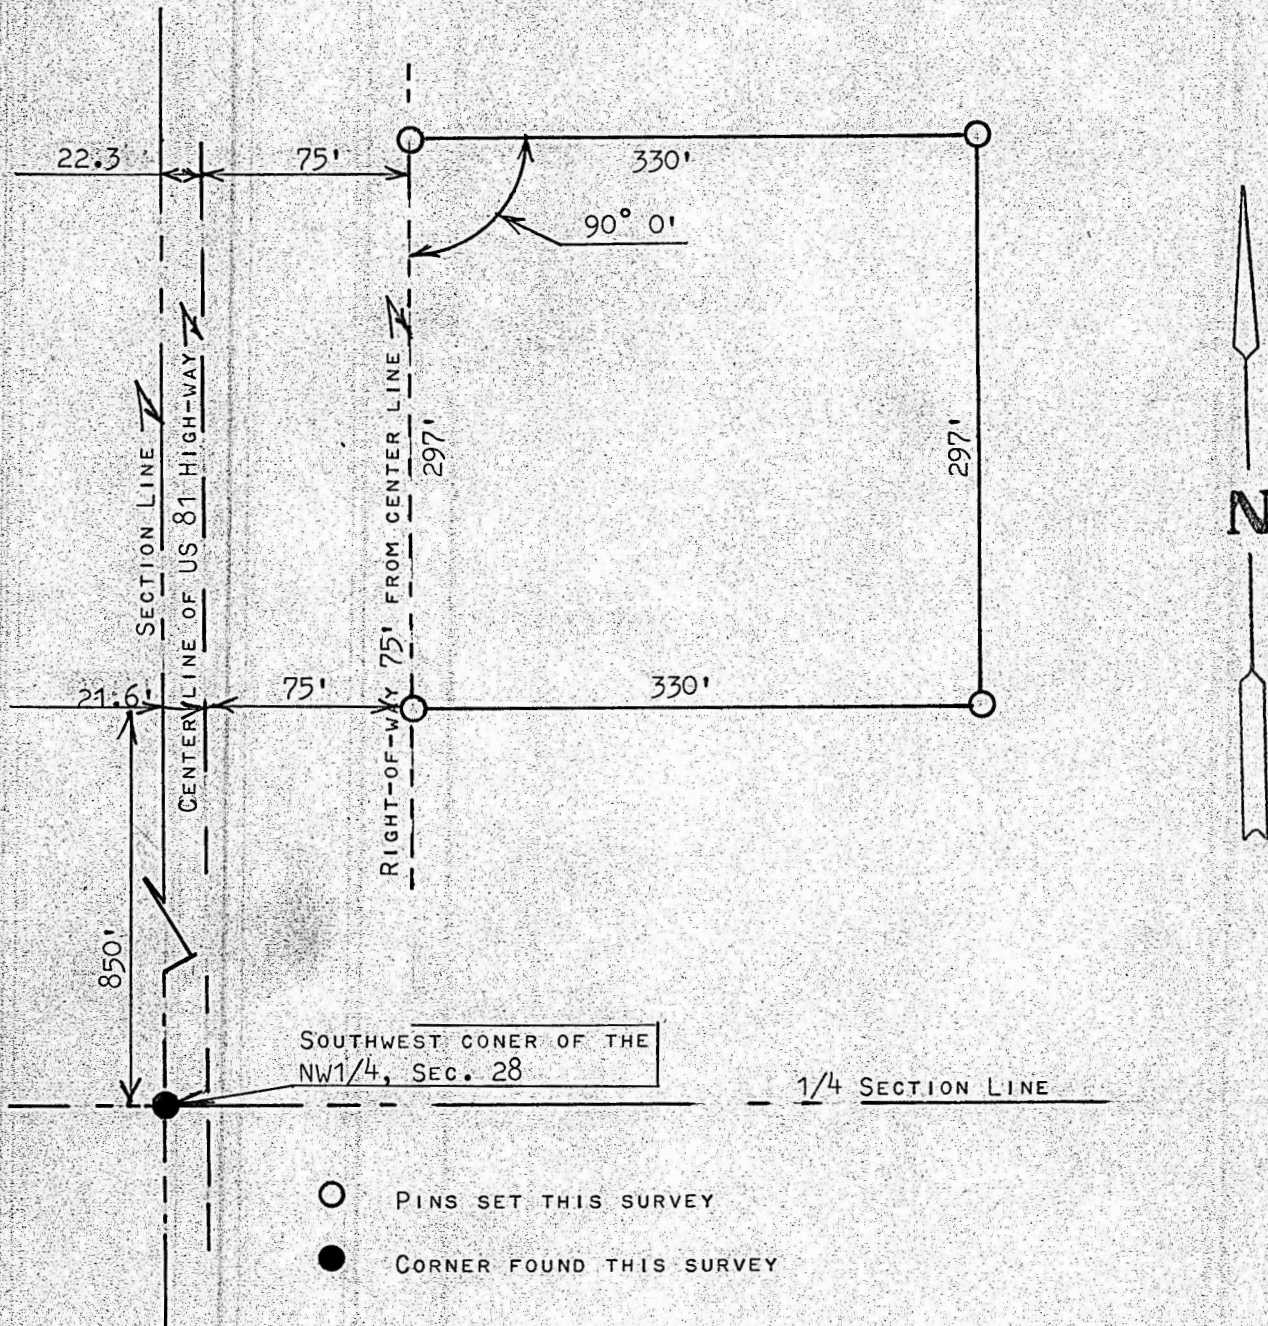 22.3'
75'
330'
90° 0'
SECTION LINE
CENTER LINE OF US 81 HIGH-WAY
RIGHT-OF-WAY 75' FROM CENTER LINE
297'
297'
N
21.6'
75'
330'
850'
SOUTHWEST CONER OF THE
NW1/4, SEC. 28
1/4 SECTION LINE
PINS SET THIS SURVEY
CORNER FOUND THIS SURVEY